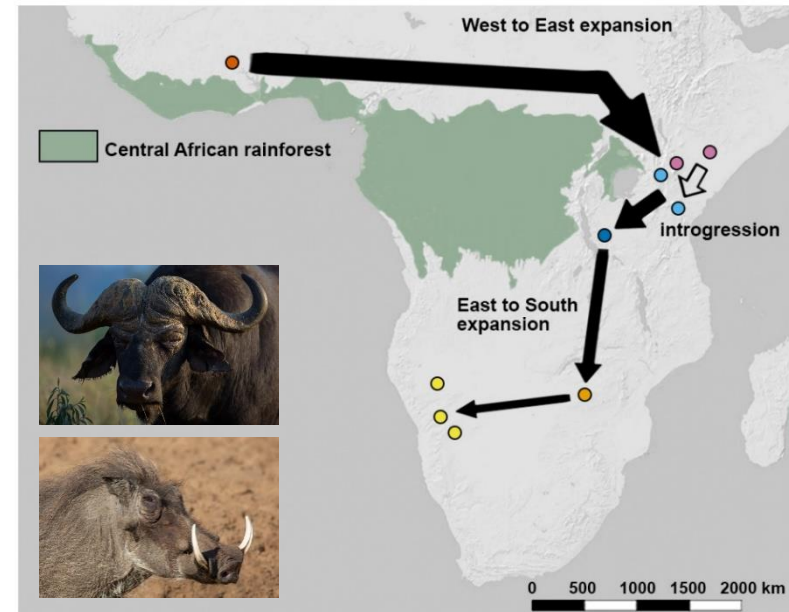 West to East expansion
Central African rainforest
introgression
East to South
expansion
0 500 1000 1500 2000 km